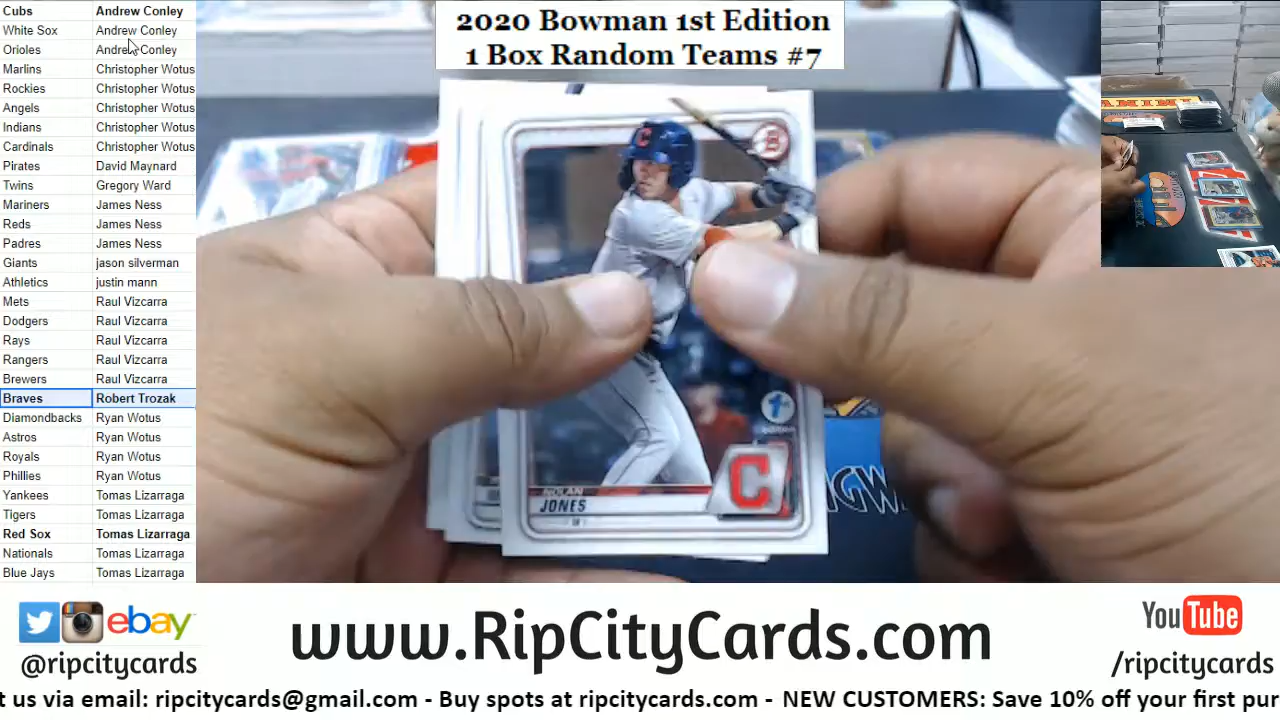 2020 Bowman 1st Edition
1 Box Random Teams #7
Cubs Andrew Conley
White Sox Andrew Conley
Orioles Andrew Conley
Marlins Christopher Wotus
Rockies Christopher Wotus
Angels Christopher Wotus
Indians Christopher Wotus
Cardinals Christopher Wotus
Pirates David Maynard
Twins Gregory Ward
Mariners James Ness
Reds James Ness
Padres James Ness
Giants jason silverman
Athletics justin mann
Mets Raul Vizcarra
Dodgers Raul Vizcarra
Rays Raul Vizcarra
Rangers Raul Vizcarra
Brewers Raul Vizcarra
Braves Robert Trozak
Diamondbacks Ryan Wotus
Astros Ryan Wotus
Royals Ryan Wotus
Phillies Ryan Wotus
Yankees Tomas Lizarraga
Tigers Tomas Lizarraga
Red Sox Tomas Lizarraga
Nationals Tomas Lizarraga
Blue Jays Tomas Lizarraga
C
B
1st
NOLAN
JONES
C
PANINI
ebay
@ripcitycards
www.RipCityCards.com
YouTube
/ripcitycards
t us via email: ripcitycards@gmail.com - Buy spots at ripcitycards.com - NEW CUSTOMERS: Save 10% off your first pur